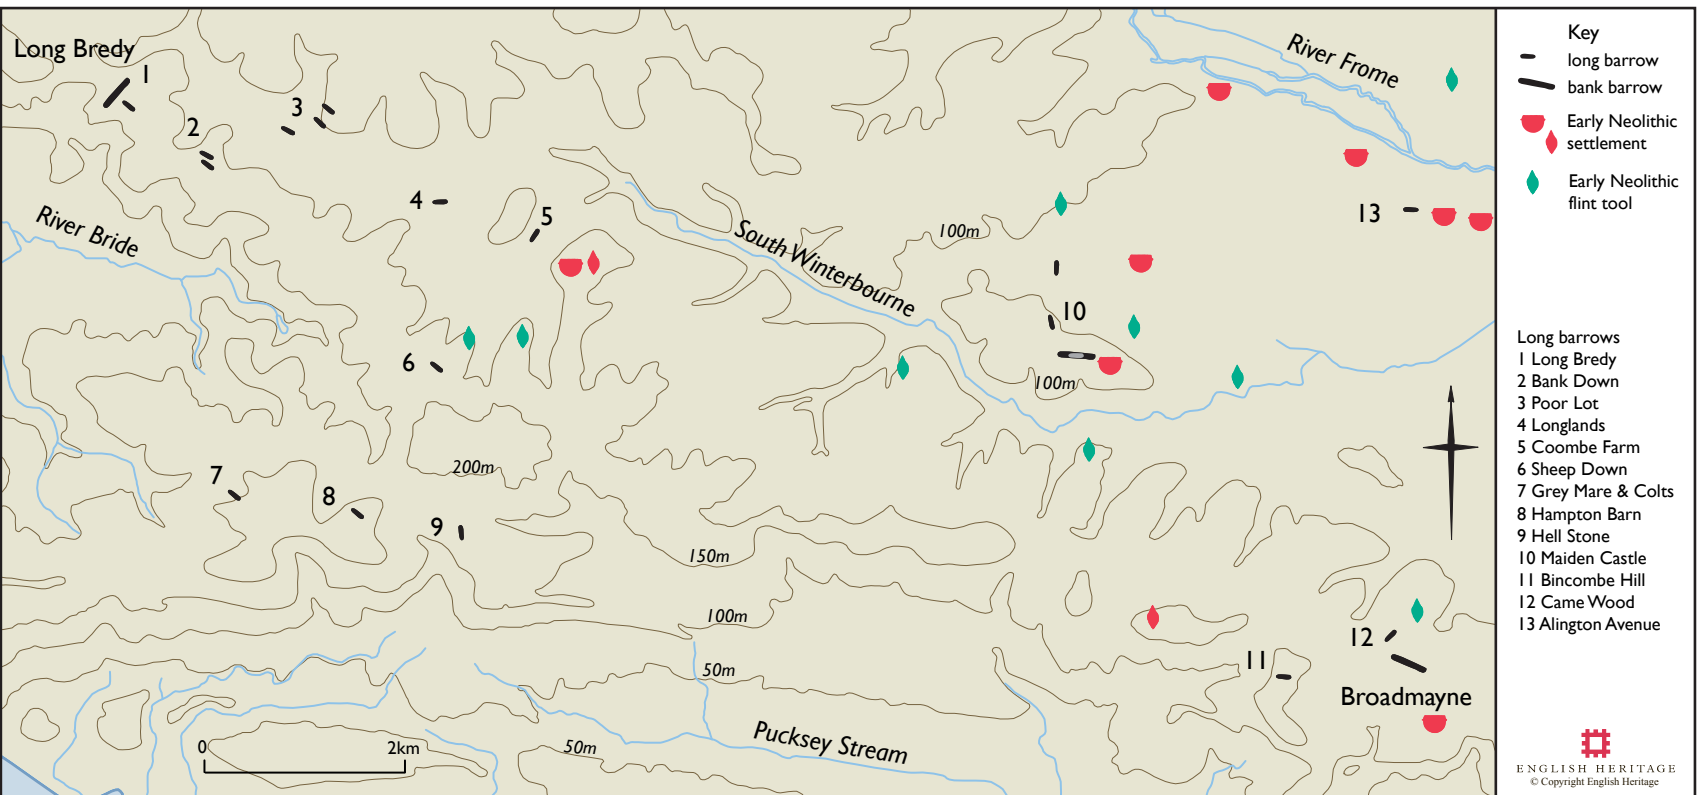 Long Bredy
1
2
3
River Frome
River Bride
4
5
South Winterbourne
100m
13
10
6
100m
200m
7
8
9
150m
100m
50m
11
12
Broadmayne
0
2km
50m
Pucksey Stream
Key
long barrow
bank barrow
Early Neolithic
settlement
Early Neolithic
flint tool
Long barrows
1 Long Bredy
2 Bank Down
3 Poor Lot
4 Longlands
5 Coombe Farm
6 Sheep Down
7 Grey Mare & Colts
8 Hampton Barn
9 Hell Stone
10 Maiden Castle
11 Bincombe Hill
12 Came Wood
13 Alington Avenue
ENGLISH HERITAGE
© Copyright English Heritage